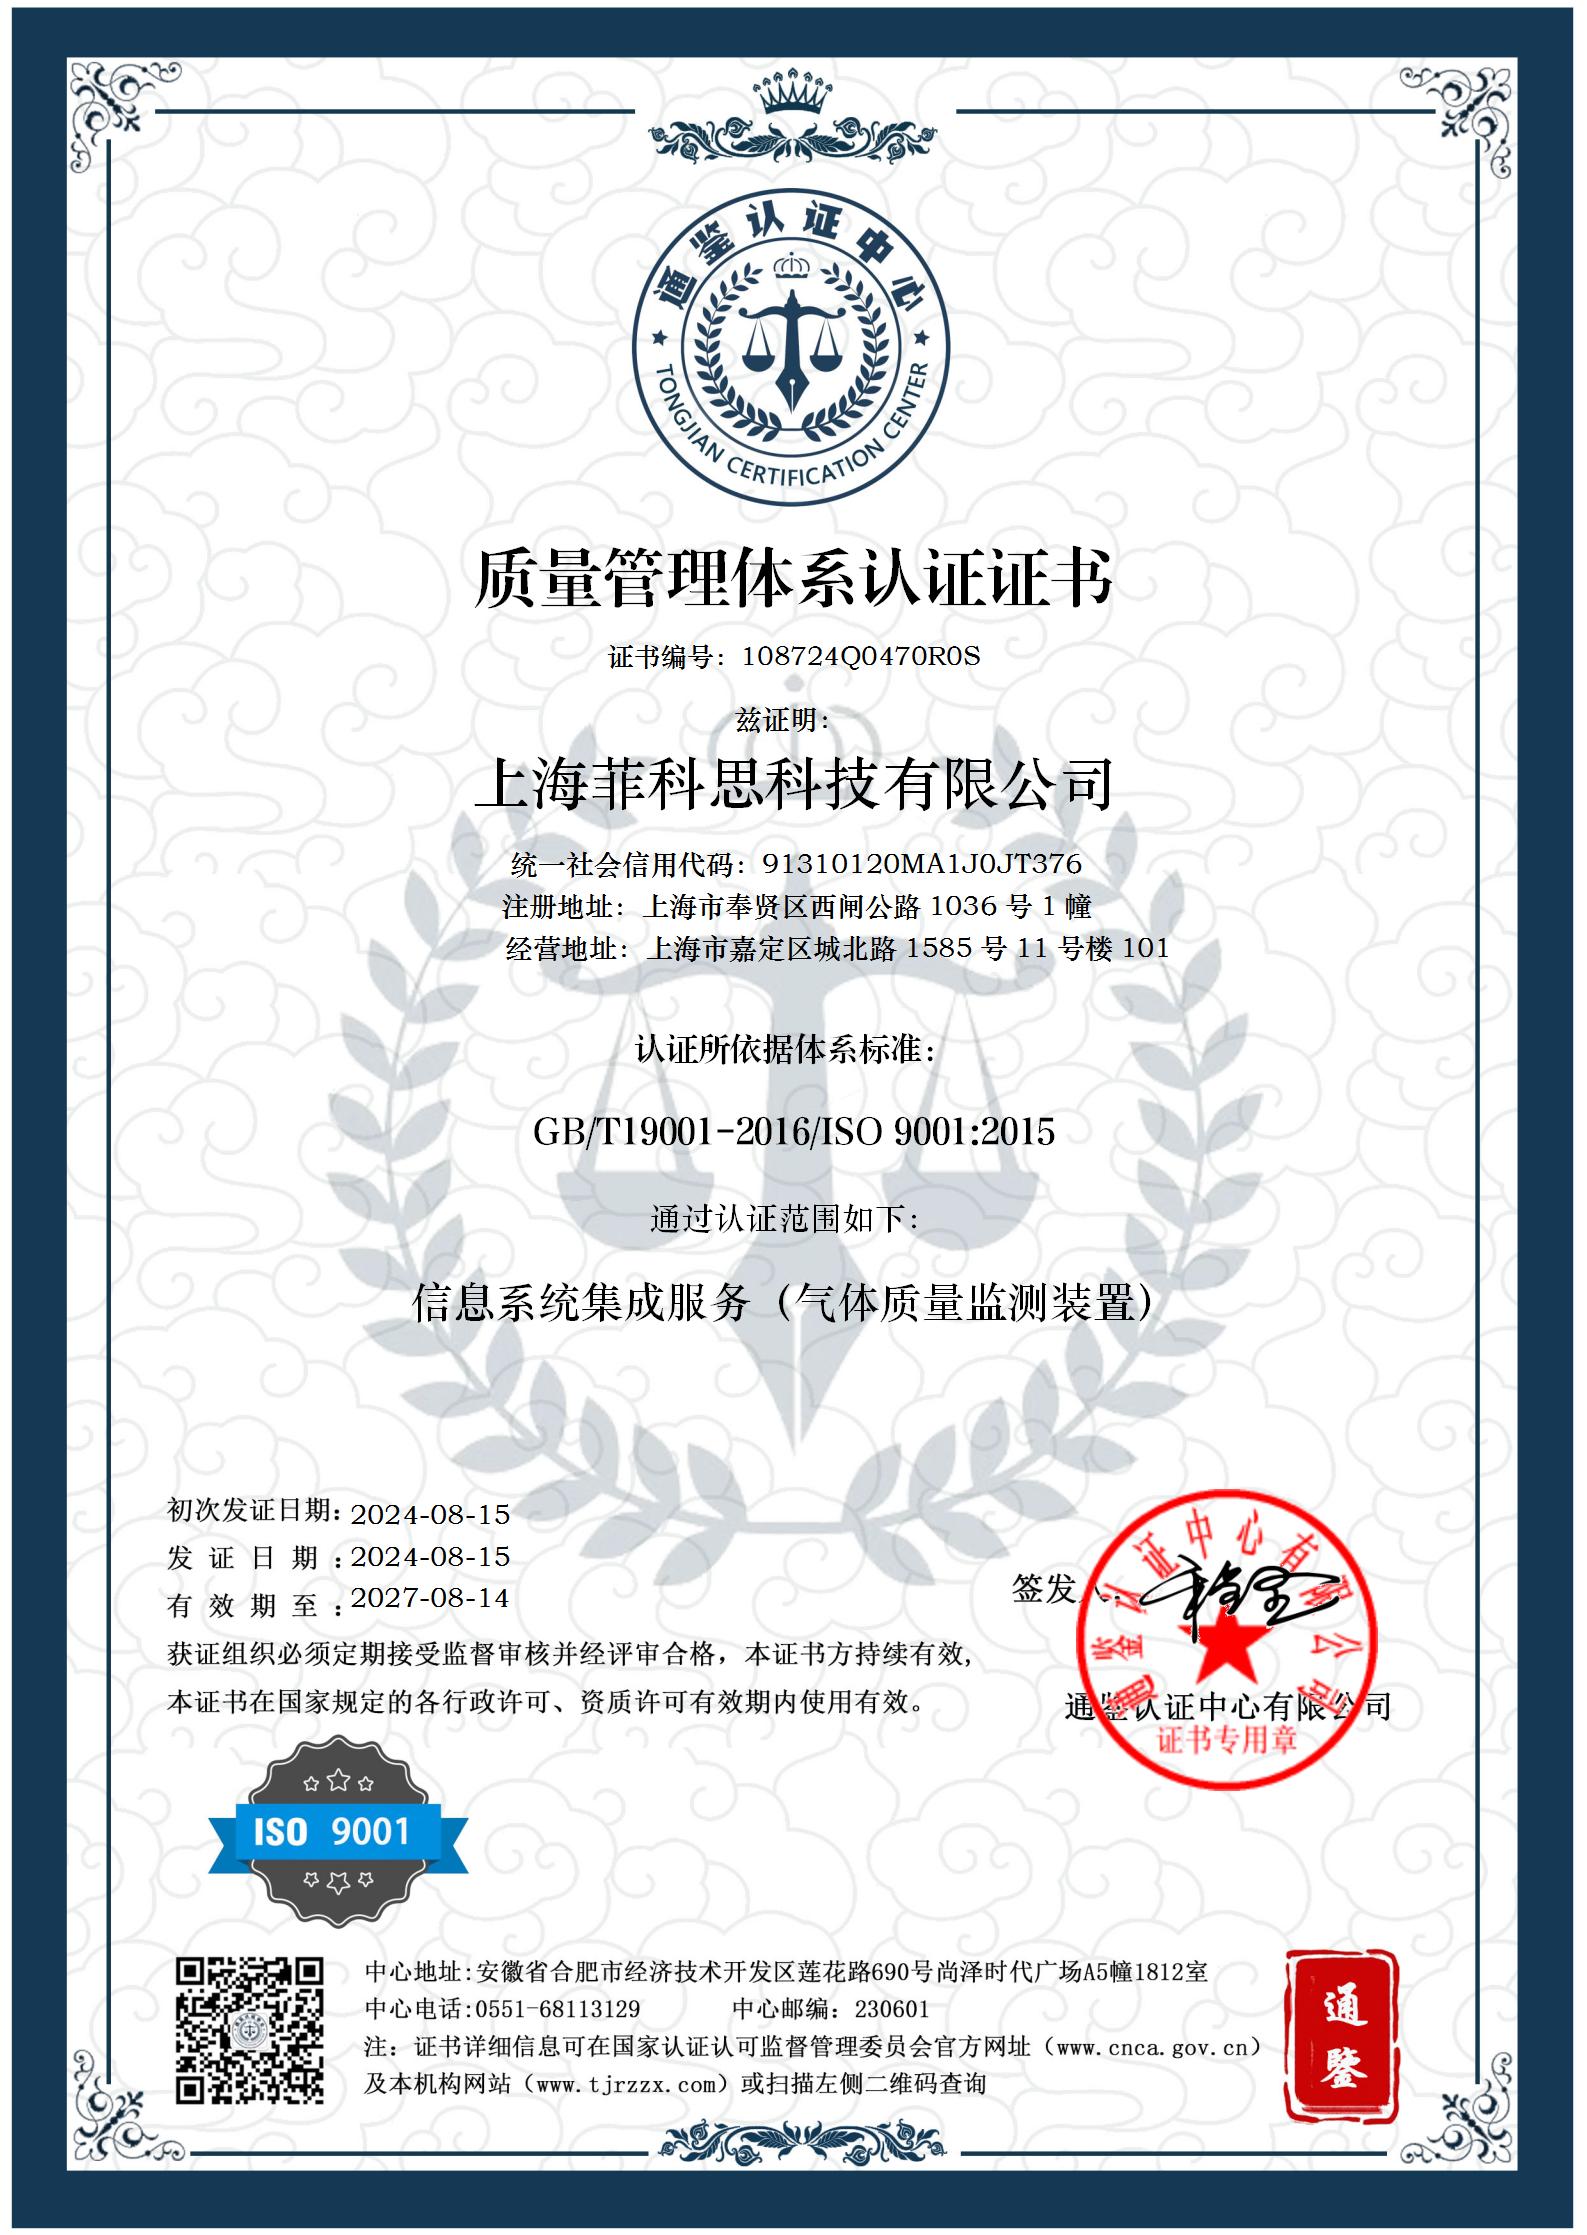 通鉴认证中心
TONGJIAN CERTIFICATION CENTER
质量管理体系认证证书
证书编号：108724Q0470R0S
兹证明：
上海菲科思科技有限公司
统一社会信用代码：91310120MA1J0JT376
注册地址：上海市奉贤区西闸公路 1036 号 1 幢
经营地址：上海市嘉定区城北路 1585 号 11 号楼 101
认证所依据体系标准：
GB/T19001-2016/ISO 9001:2015
通过认证范围如下：
信息系统集成服务（气体质量监测装置）
初次发证日期：2024-08-15
发证日期：2024-08-15
有效期至：2027-08-14
获证组织必须定期接受监督审核并经评审合格，本证书方持续有效，
本证书在国家规定的各行政许可、资质许可有效期内使用有效。
签发人：
通鉴认证中心有限公司
通鉴认证中心有限公司
证书专用章
ISO 9001
中心地址:安徽省合肥市经济技术开发区莲花路690号尚泽时代广场A5幢1812室
中心电话:0551-68113129 中心邮编：230601
注：证书详细信息可在国家认证认可监督管理委员会官方网址（www.cnca.gov.cn）
及本机构网站（www.tjrzzx.com）或扫描左侧二维码查询
通鉴